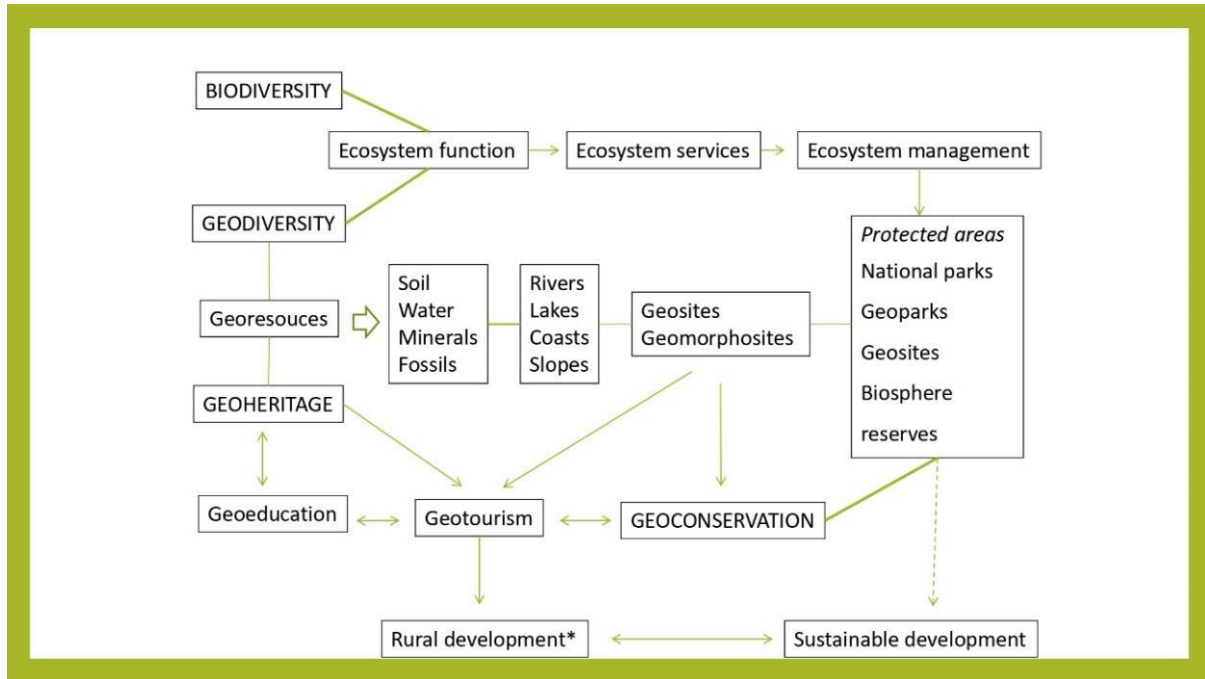 BIODIVERSITY
Ecosystem function
Ecosystem services
Ecosystem management
GEODIVERSITY
Protected areas
National parks
Geoparks
Geosites
Biosphere
reserves
Georesouces
Soil
Water
Minerals
Fossils
Rivers
Lakes
Coasts
Slopes
Geosites
Geomorphosites
GEOHERITAGE
Geoeducation
Geotourism
GEOCONSERVATION
Rural development*
Sustainable development